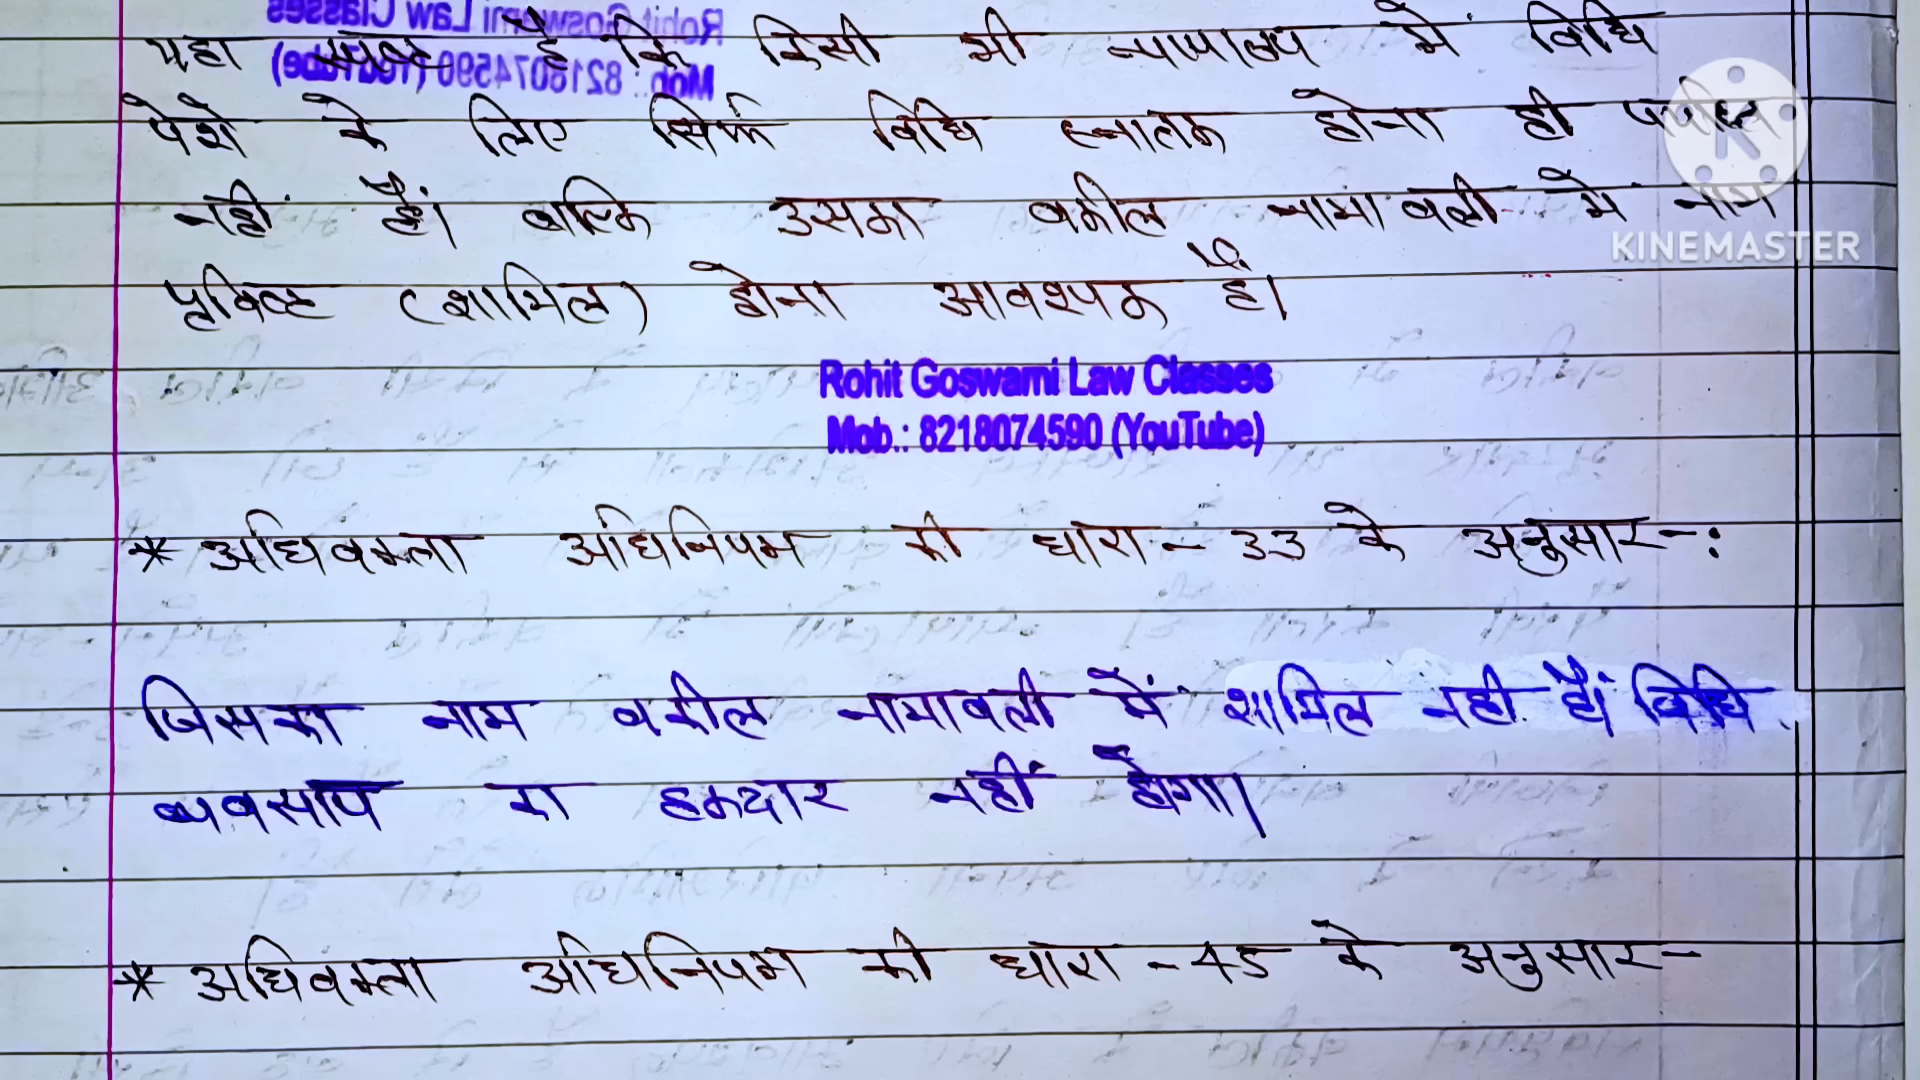 यहा स्पष्ट है कि किसी भी न्यायालय में विधि
पेशे के लिए सिर्फ विधि स्नातक होना ही पर्याप्त
नहीं है। बल्कि उसका वकील नामावली में नाम
प्रविष्ट (शामिल) होना आवश्यक है।
KINEMASTER
Rohit Goswami Law Classes
Mob.: 8218074590 (YouTube)
* अधिवक्ता अधिनियम की धारा - 33 के अनुसार-:
जिसका नाम वकील नामावली में शामिल नही है। विधि
व्यवसाय का हकदार नहीं होगा।
* अधिवक्ता अधिनियम की धारा - 45 के अनुसार-